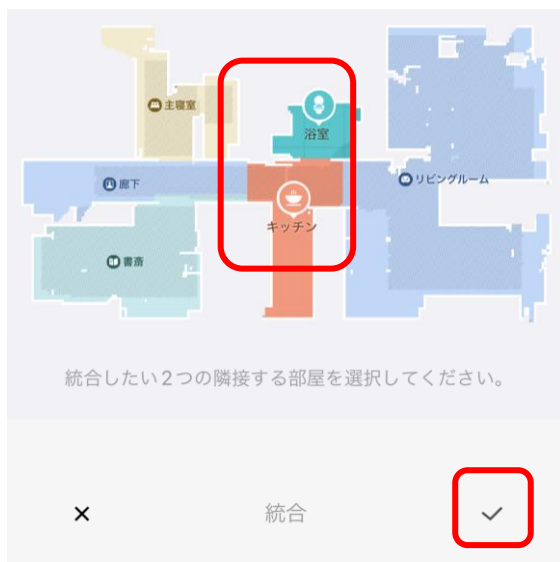 主寝室
浴室
廊下
リビングルーム
キッチン
書斎
統合したい2つの隣接する部屋を選択してください。
統合